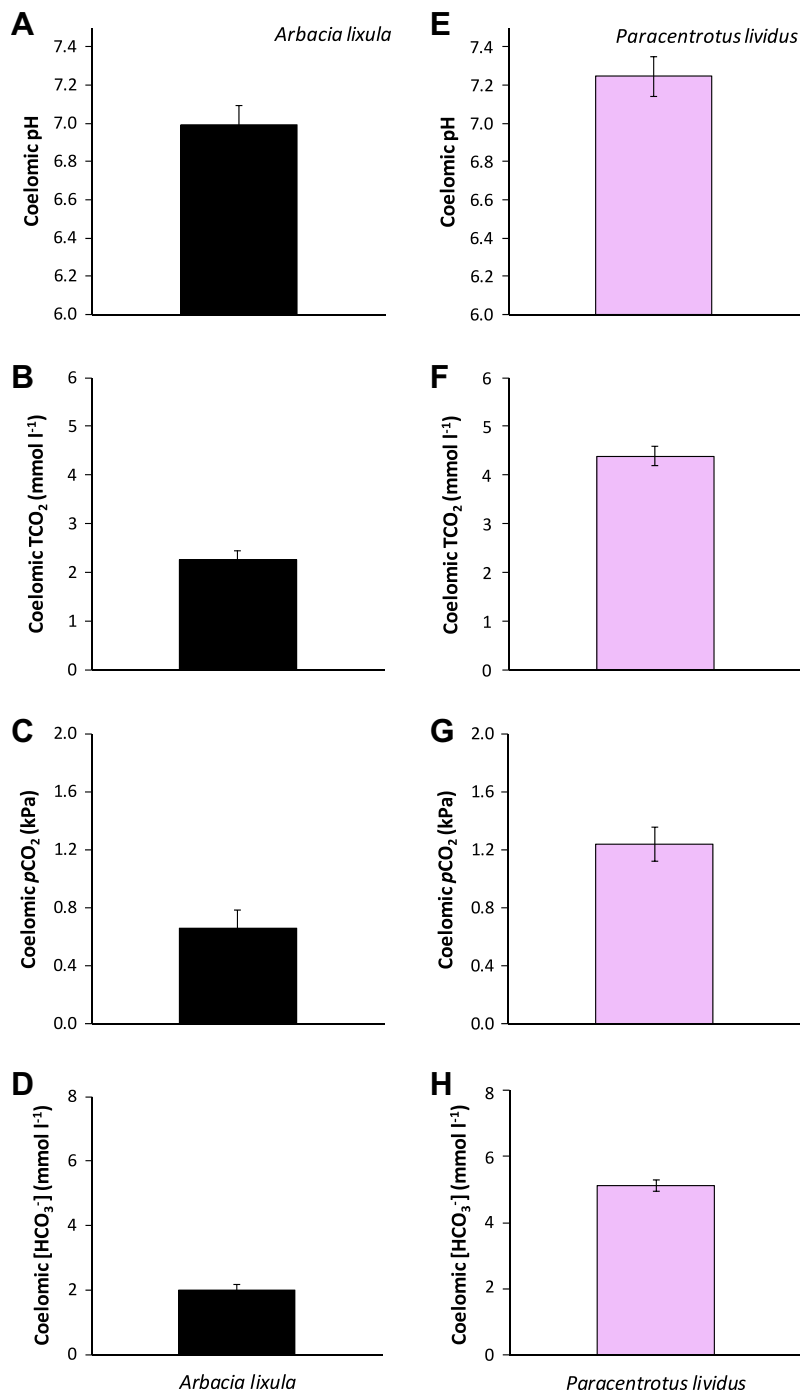 A
Arbacia lixula
Coelomic pH
7.4
7.2
7.0
6.8
6.6
6.4
6.2
6.0
E
Paracentrotus lividus
Coelomic pH
7.4
7.2
7.0
6.8
6.6
6.4
6.2
6.0
B
Coelomic TCO₂ (mmol l⁻¹)
6
5
4
3
2
1
0
F
Coelomic TCO₂ (mmol l⁻¹)
6
5
4
3
2
1
0
C
Coelomic pCO₂ (kPa)
2.0
1.6
1.2
0.8
0.4
0.0
G
Coelomic pCO₂ (kPa)
2.0
1.6
1.2
0.8
0.4
0.0
D
Coelomic [HCO₃⁻] (mmol l⁻¹)
8
6
4
2
0
Arbacia lixula
H
Coelomic [HCO₃⁻] (mmol l⁻¹)
8
6
4
2
0
Paracentrotus lividus